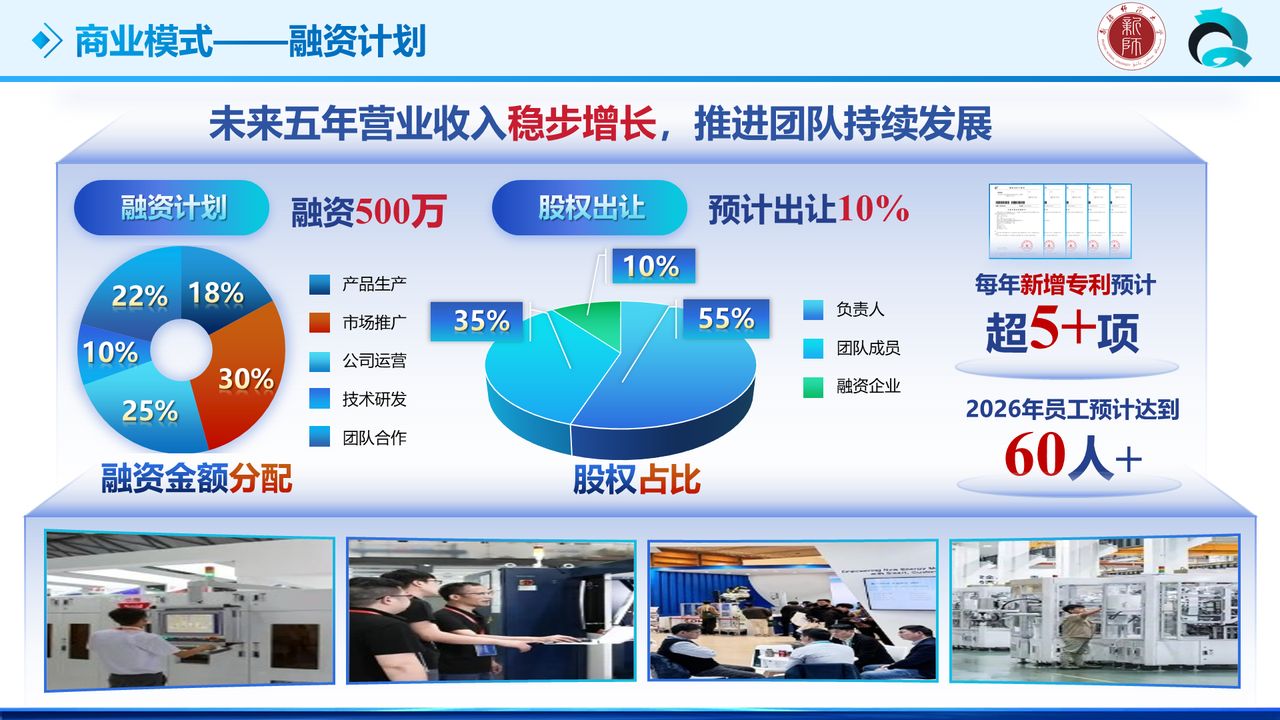 商业模式——融资计划
新师
未来五年营业收入稳步增长，推进团队持续发展
融资计划
融资500万
股权出让
预计出让10%
22%
18%
10%
30%
25%
产品生产
市场推广
公司运营
技术研发
团队合作
融资金额分配
10%
35%
55%
负责人
团队成员
融资企业
股权占比
每年新增专利预计
超5+项
2026年员工预计达到
60人+
Empowering New Energy M